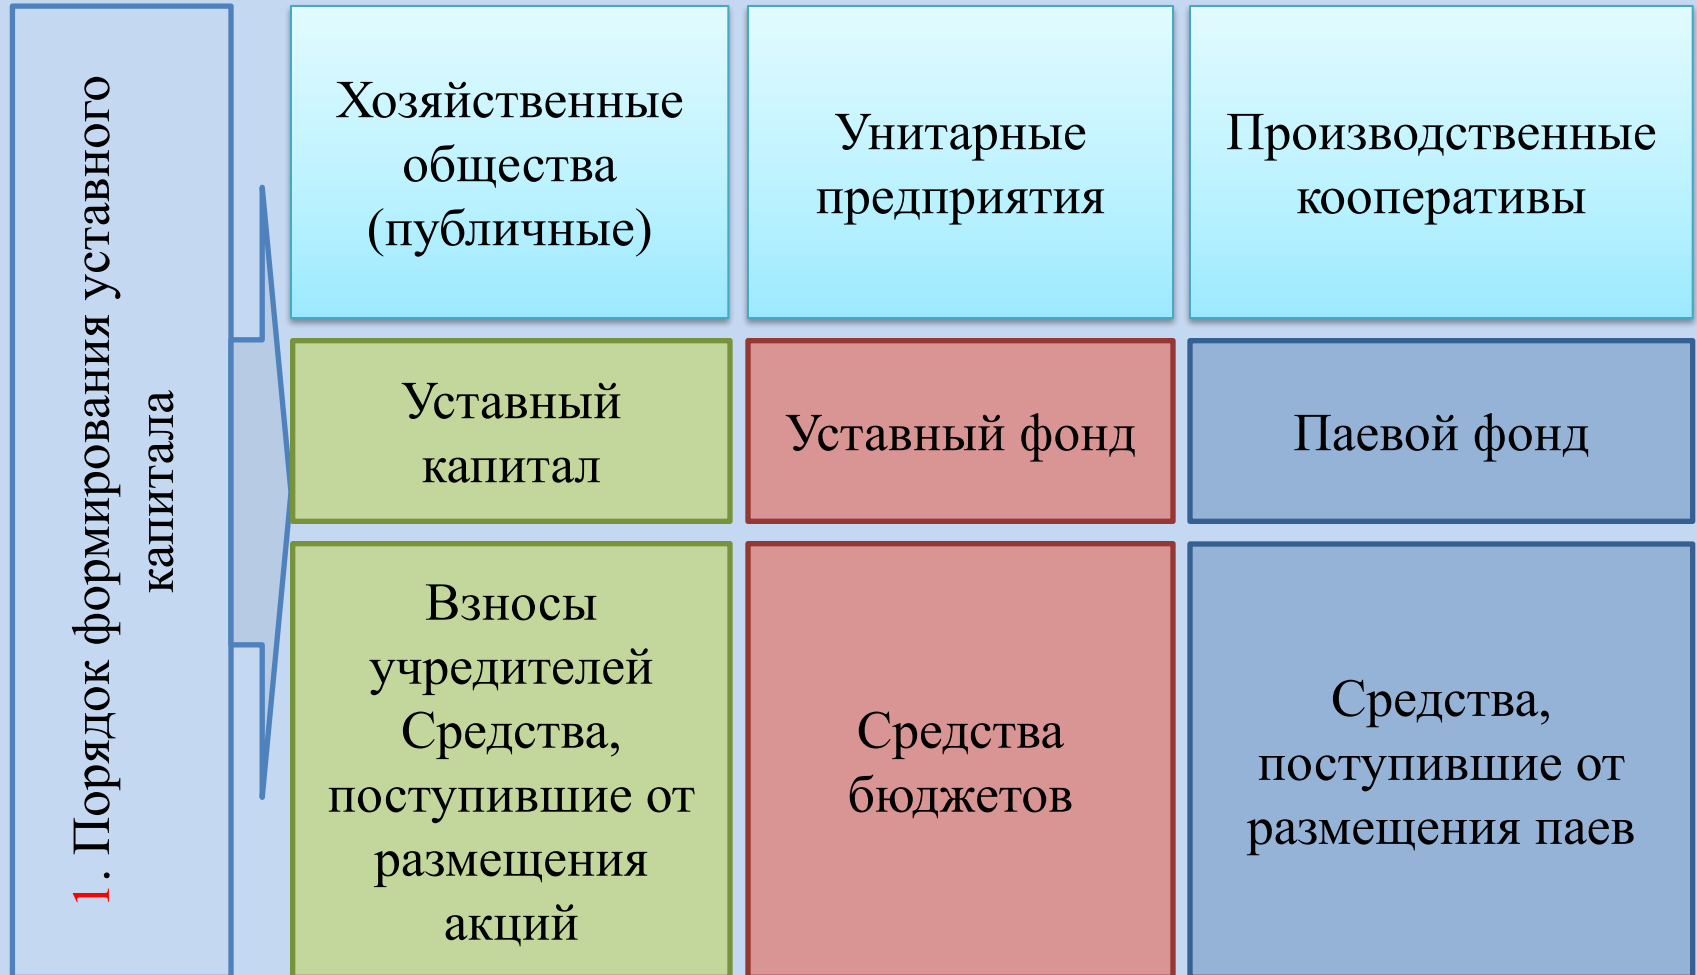 1. Порядок формирования уставного
капитала
Хозяйственные
общества
(публичные)
Унитарные
предприятия
Производственные
кооперативы
Уставный
капитал
Уставный фонд
Паевой фонд
Взносы
учредителей
Средства,
поступившие от
размещения
акций
Средства
бюджетов
Средства,
поступившие от
размещения паев